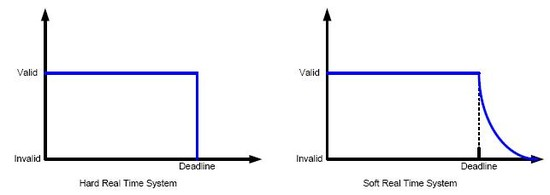 Valid
Invalid
Deadline
Hard Real Time System
Valid
Invalid
Deadline
Soft Real Time System